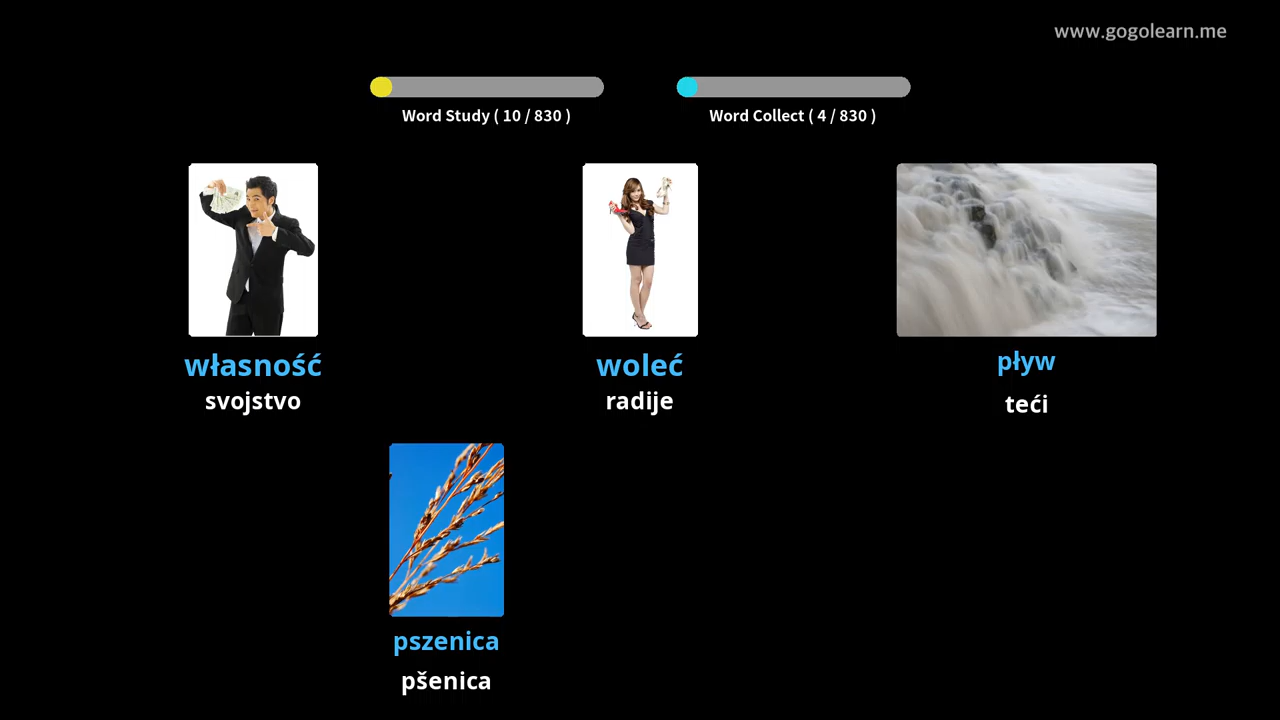 www.gogolearn.me
Word Study ( 10 / 830 )
Word Collect ( 4 / 830 )
własność
svojstvo
woleć
radije
pływ
teći
pszenica
pšenica